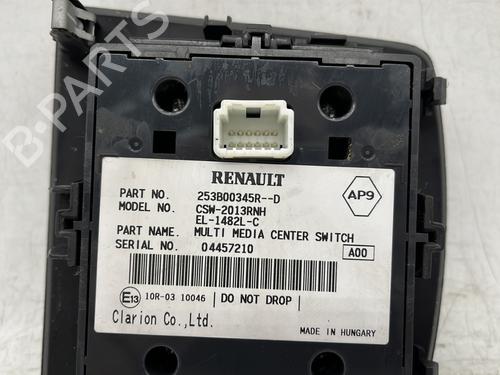 B-PARTS
RENAULT
PART NO. 253B00345R--D
MODEL NO. CSW-2013RNH
EL-1482L-C
PART NAME. MULTI MEDIA CENTER SWITCH
SERIAL NO. 04457210
AP9
A00
E13 10R-03 10046 DO NOT DROP
Clarion Co.,Ltd.
MADE IN HUNGARY